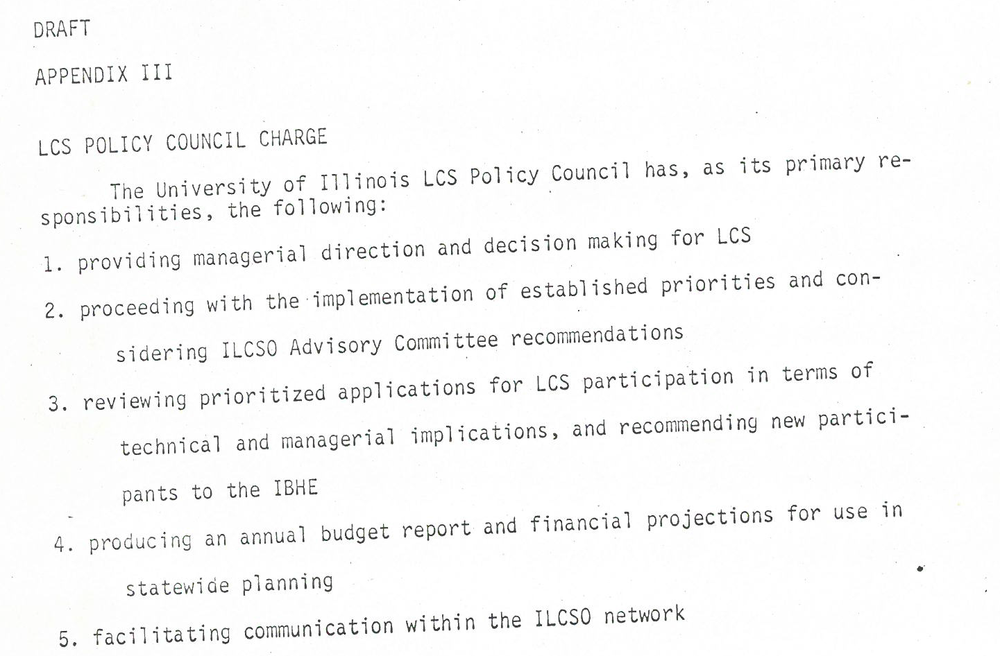 DRAFT
APPENDIX III
LCS POLICY COUNCIL CHARGE
The University of Illinois LCS Policy Council has, as its primary re-
sponsibilities, the following:
1. providing managerial direction and decision making for LCS
2. proceeding with the implementation of established priorities and con-
sidering ILCSO Advisory Committee recommendations
3. reviewing prioritized applications for LCS participation in terms of
technical and managerial implications, and recommending new partici-
pants to the IBHE
4. producing an annual budget report and financial projections for use in
statewide planning
5. facilitating communication within the ILCSO network